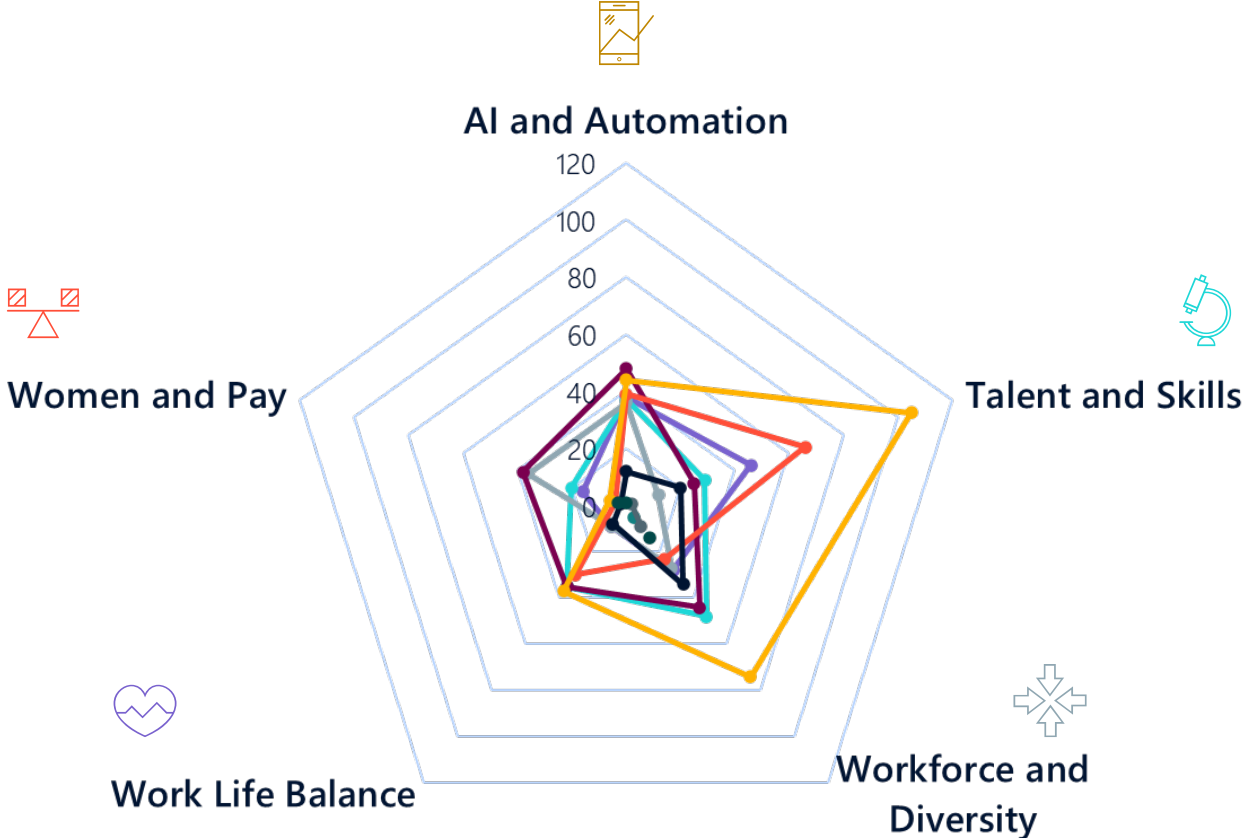 AI and Automation
120
100
80
60
40
20
0
Women and Pay
Talent and Skills
Work Life Balance
Workforce and
Diversity